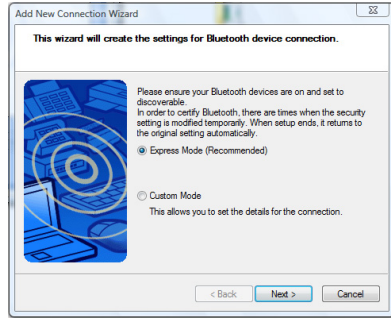 Add New Connection Wizard
This wizard will create the settings for Bluetooth device connection.
Please ensure your Bluetooth devices are on and set to
discoverable.
In order to certify Bluetooth, there are times when the security
setting is modified temporarily. When setup ends, it returns to
the original setting automatically.
Express Mode (Recommended)
Custom Mode
This allows you to set the details for the connection.
< Back Next > Cancel